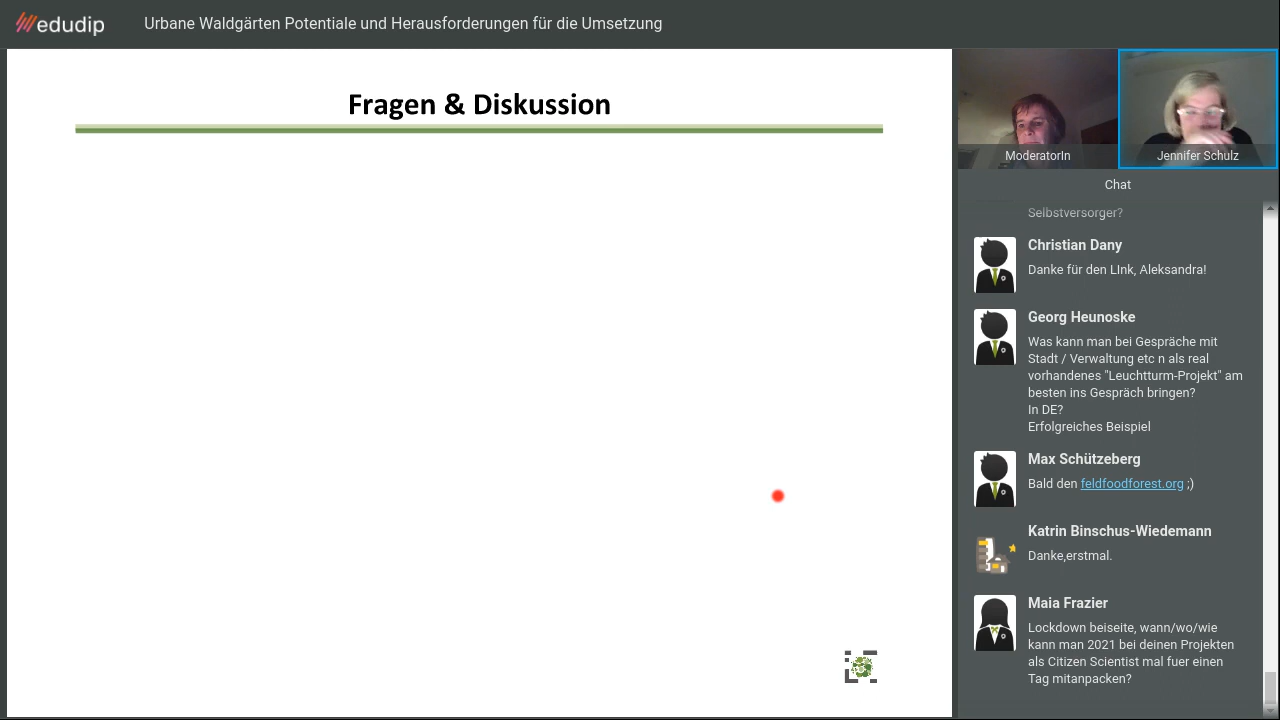 edudip
Urbane Waldgärten Potentiale und Herausforderungen für die Umsetzung
Fragen & Diskussion
ModeratorIn
Jennifer Schulz
Chat
Selbstversorger?
Christian Dany
Danke für den LInk, Aleksandra!
Georg Heunoske
Was kann man bei Gespräche mit
Stadt / Verwaltung etc n als real
vorhandenes "Leuchtturm-Projekt" am
besten ins Gespräch bringen?
In DE?
Erfolgreiches Beispiel
Max Schützeberg
Bald den feldfoodforest.org ;)
Katrin Binschus-Wiedemann
Danke,erstmal.
Maia Frazier
Lockdown beiseite, wann/wo/wie
kann man 2021 bei deinen Projekten
als Citizen Scientist mal fuer einen
Tag mitanpacken?